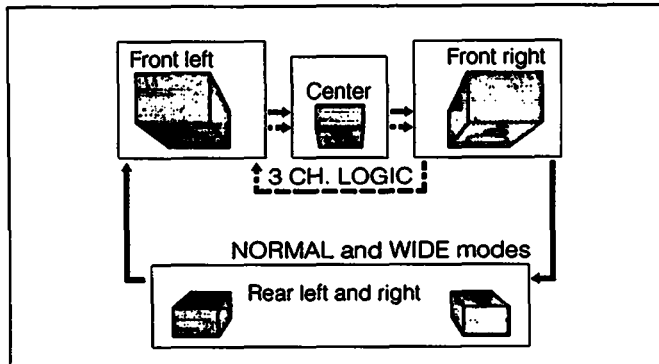 Front left
Front right
Center
3 CH. LOGIC
NORMAL and WIDE modes
Rear left and right